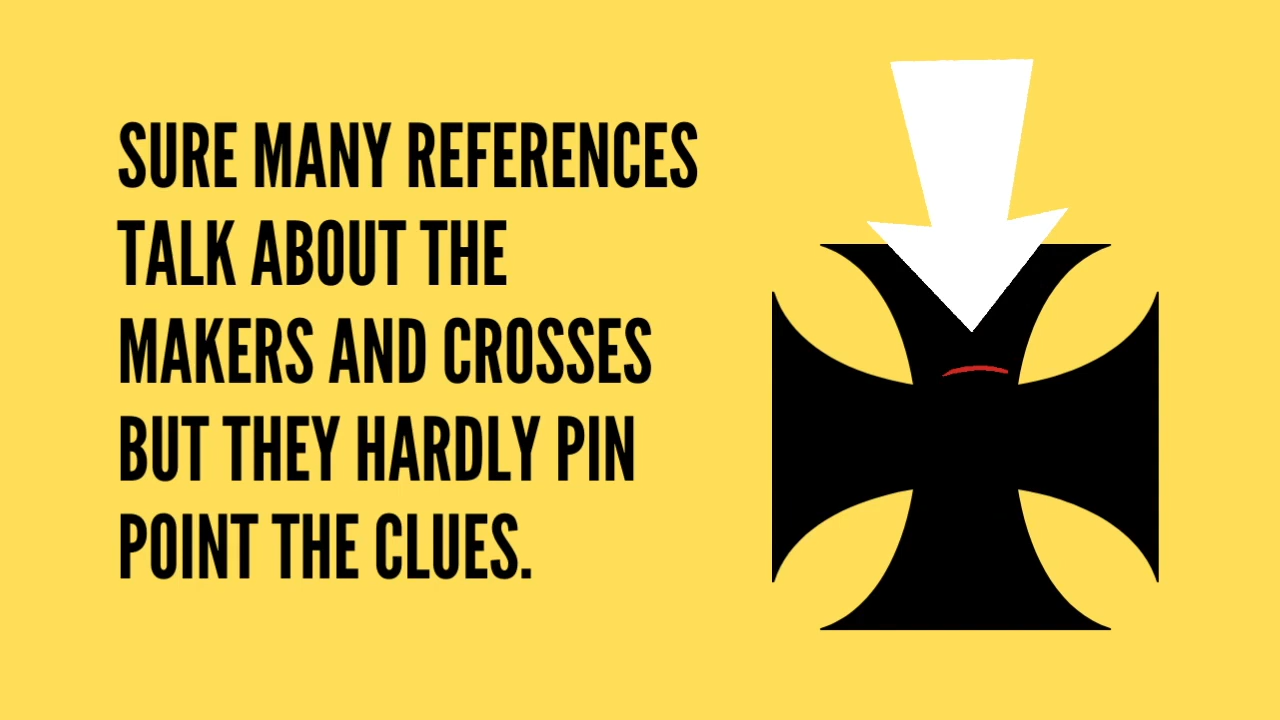 SURE MANY REFERENCES
TALK ABOUT THE
MAKERS AND CROSSES
BUT THEY HARDLY PIN
POINT THE CLUES.